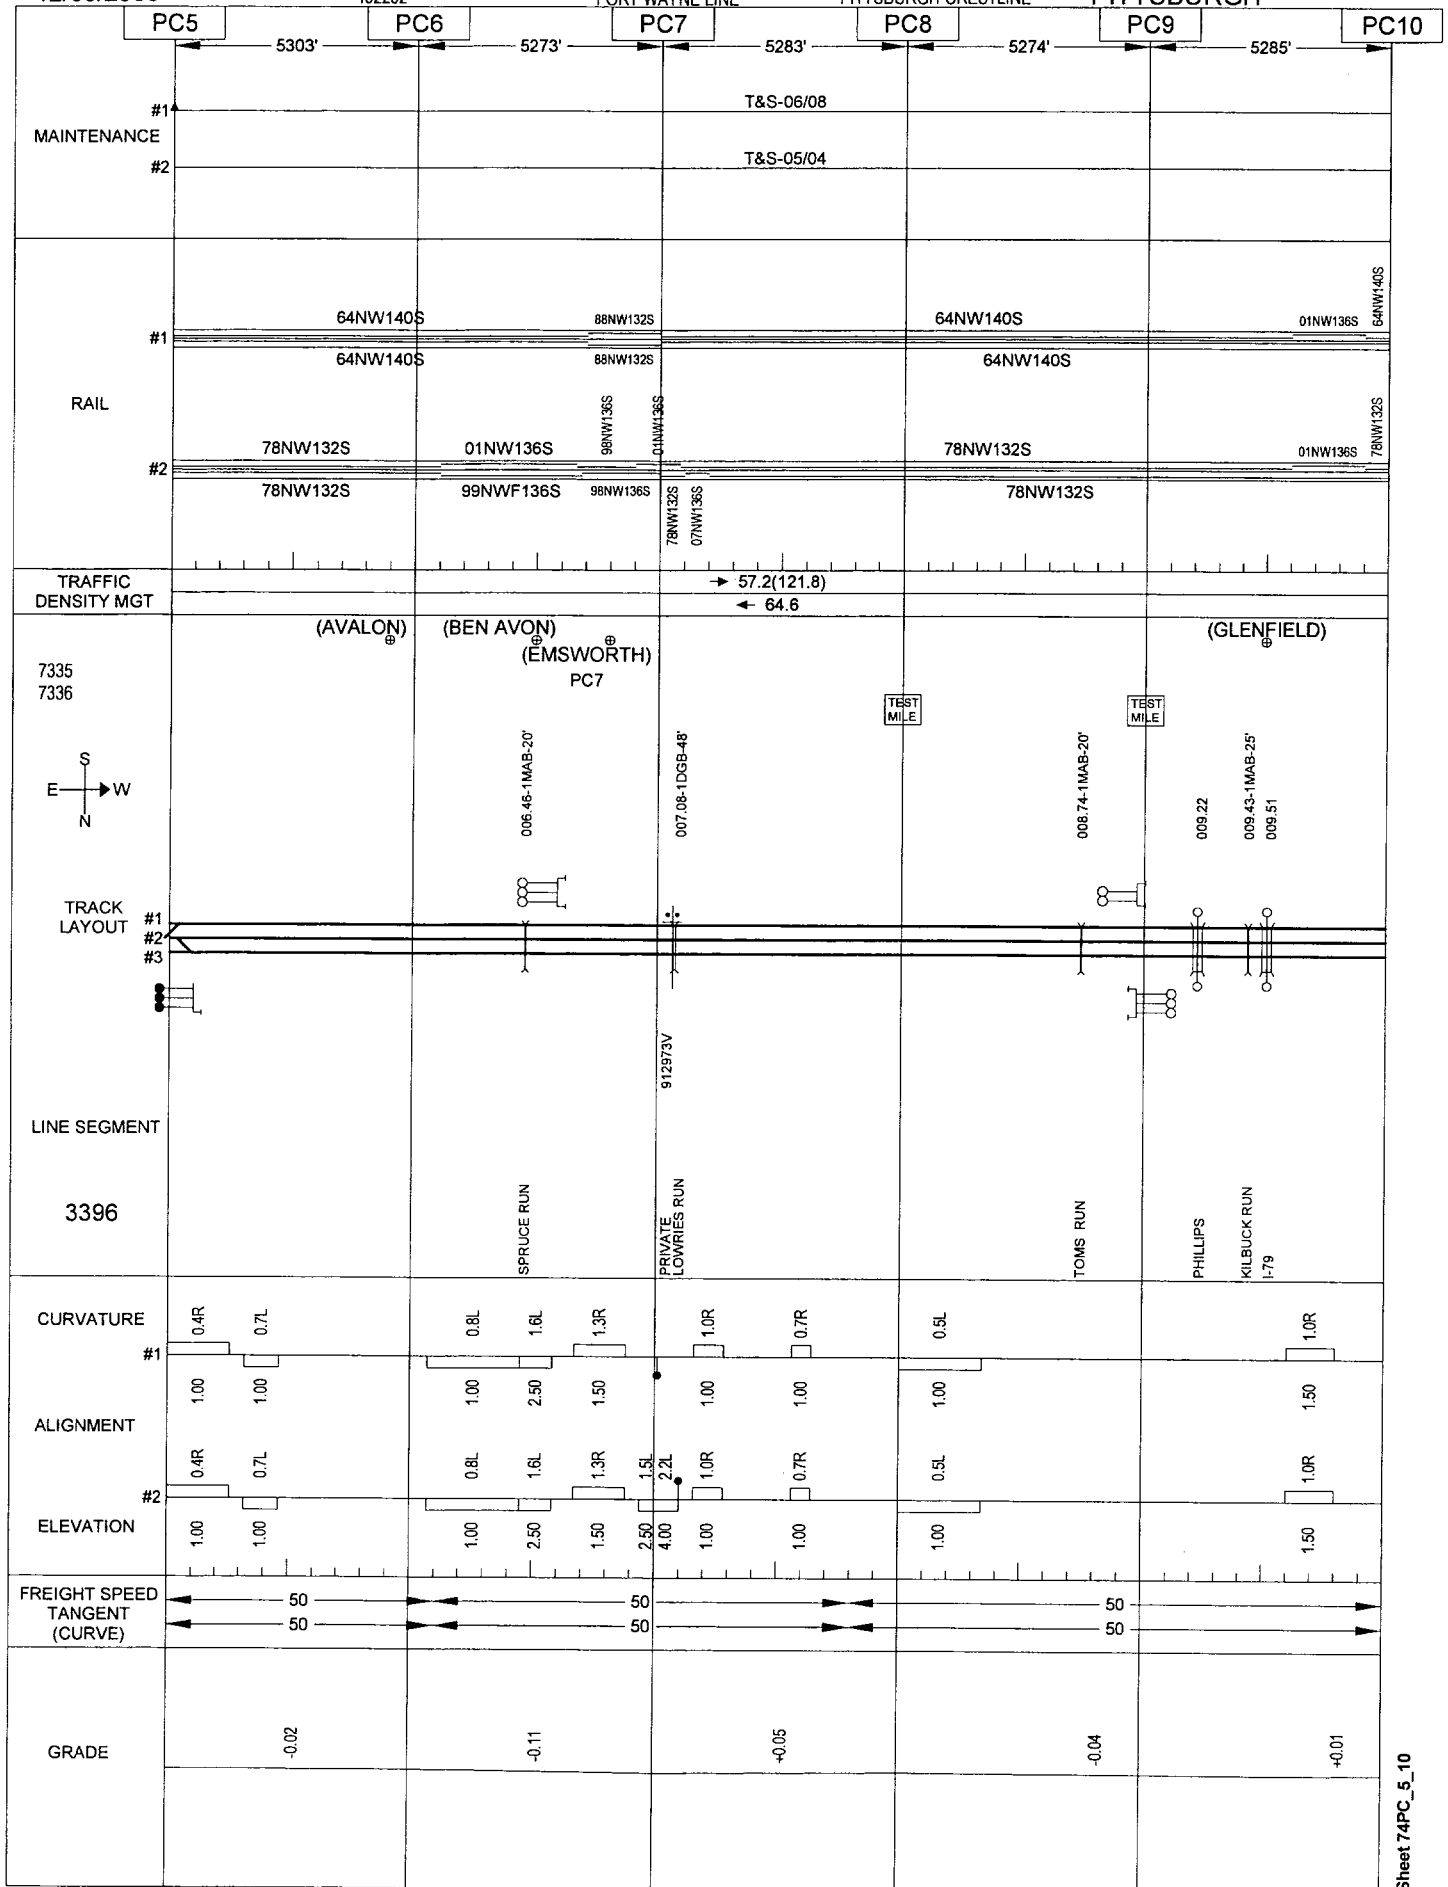 FORT WAYNE LINE
PITTSBURGH
PC5 PC6 PC7 PC8 PC9 PC10
5303' 5273' 5283' 5274' 5285'
#1 T&S-06/08
MAINTENANCE
#2 T&S-05/04
64NW140S 88NW132S 64NW140S 01NW136S 64NW140S
#1
64NW140S 88NW132S 64NW140S
RAIL
78NW132S 01NW136S 98NW136S 01NW136S 78NW132S 01NW136S 78NW132S
#2
78NW132S 99NWF136S 98NW136S 78NW132S 07NW136S 78NW132S
TRAFFIC
DENSITY MGT
57.2(121.8)
64.6
(AVALON) (BEN AVON) (GLENFIELD)
(EMSWORTH)
PC7
7335
7336
TEST
MILE
TEST
MILE
S
E W
N
006.46-1MAB-20' 007.08-1DGB-48' 008.74-1MAB-20' 009.22 009.43-1MAB-25' 009.51
TRACK
LAYOUT
#1
#2
#3
912973V
LINE SEGMENT
3396
SPRUCE RUN PRIVATE LOWRIES RUN TOMS RUN PHILLIPS KILBUCK RUN I-79
CURVATURE
0.4R 0.7L 0.8L 1.6L 1.3R 1.0R 0.7R 0.5L 1.0R
#1
1.00 1.00 1.00 2.50 1.50 1.00 1.00 1.00 1.50
ALIGNMENT
0.4R 0.7L 0.8L 1.6L 1.3R 1.5L 2.2L 1.0R 0.7R 0.5L 1.0R
#2
ELEVATION
1.00 1.00 1.00 2.50 1.50 2.50 4.00 1.00 1.00 1.00 1.50
FREIGHT SPEED
TANGENT
(CURVE)
50 50 50
50 50 50
GRADE
-0.02 -0.11 +0.05 -0.04 +0.01
Sheet 74PC_5_10